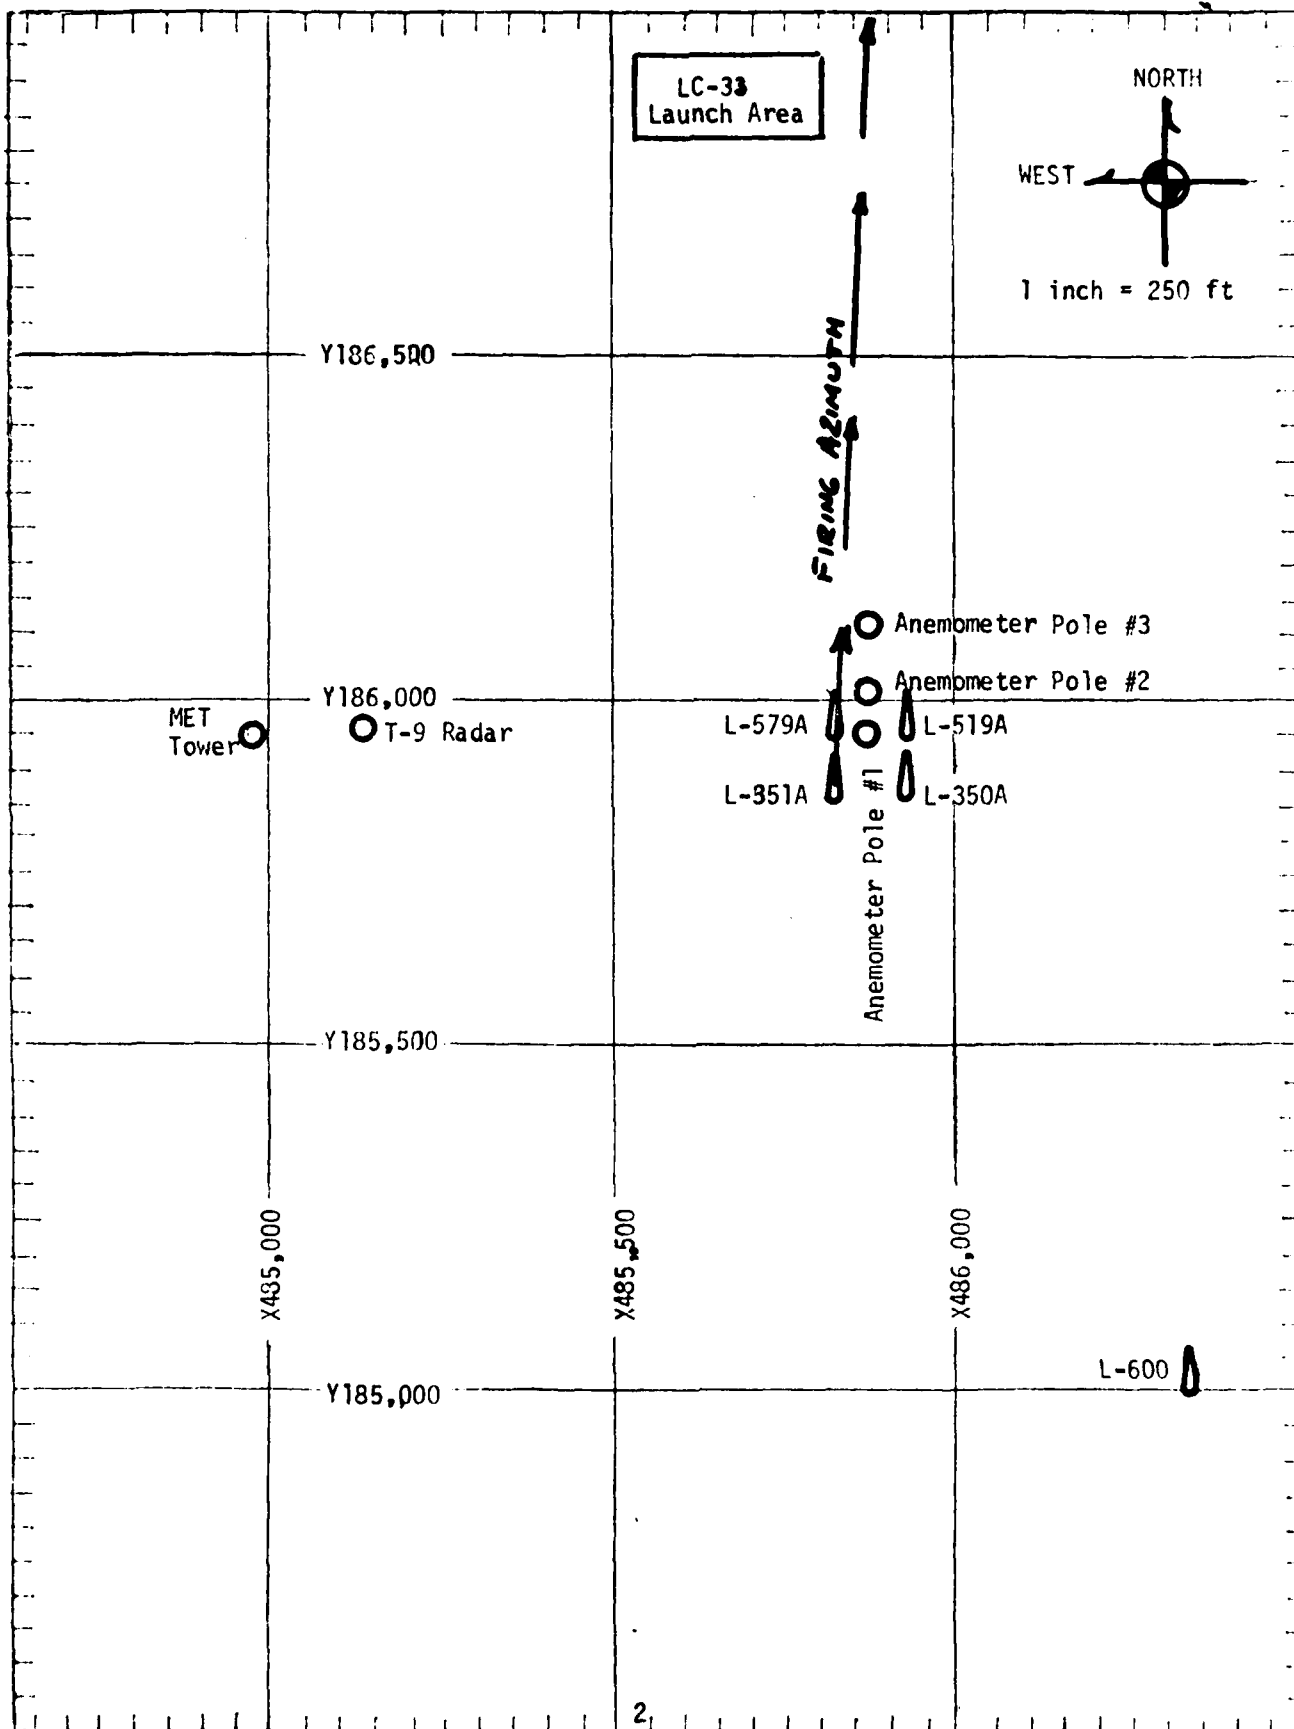 LC-33
Launch Area
NORTH
WEST
1 inch = 250 ft
Y186,500
FIRING AZIMUTH
Anemometer Pole #3
Y186,000
Anemometer Pole #2
MET
Tower
T-9 Radar
L-579A
L-519A
L-351A
L-350A
Anemometer Pole #1
Y185,500
X485,000
X485,500
X486,000
L-600
Y185,000
2